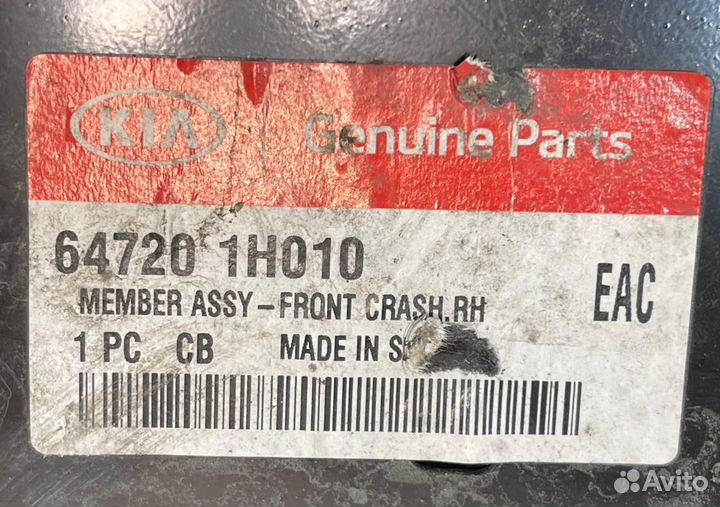 KIA Genuine Parts
64720 1H010
MEMBER ASSY-FRONT CRASH.RH
EAC
1 PC CB MADE IN
Avito